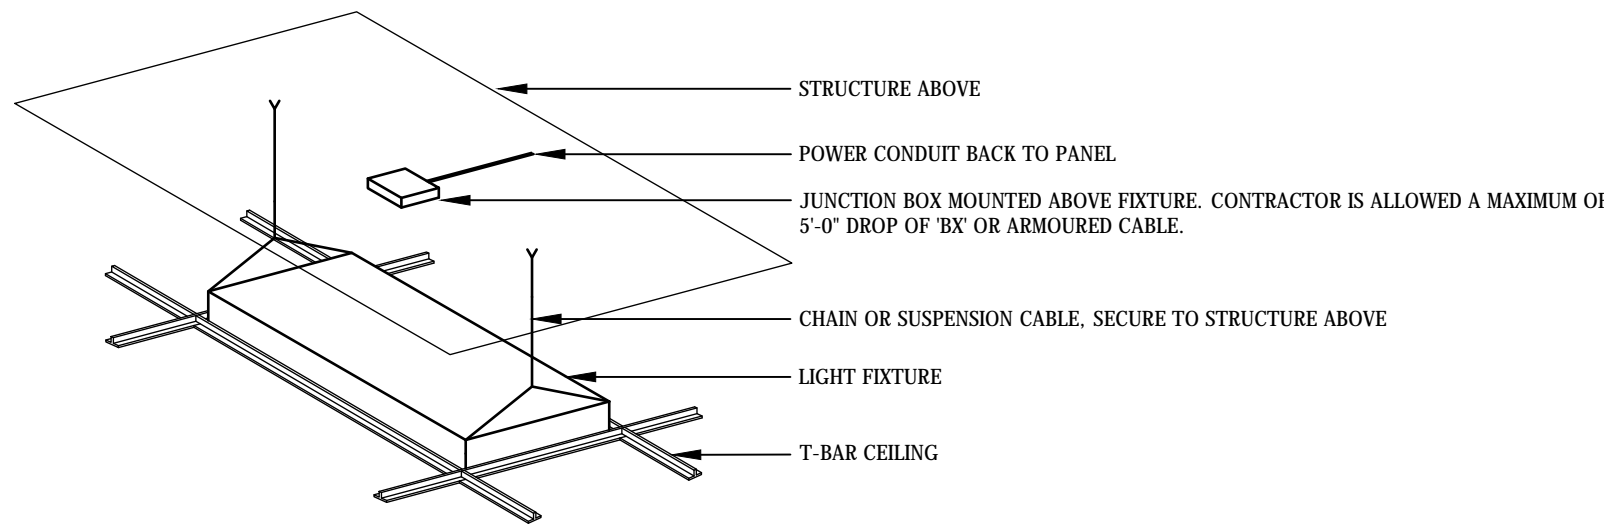 STRUCTURE ABOVE
POWER CONDUIT BACK TO PANEL
JUNCTION BOX MOUNTED ABOVE FIXTURE. CONTRACTOR IS ALLOWED A MAXIMUM OF
5'-0" DROP OF 'BX' OR ARMOURED CABLE.
CHAIN OR SUSPENSION CABLE, SECURE TO STRUCTURE ABOVE
LIGHT FIXTURE
T-BAR CEILING